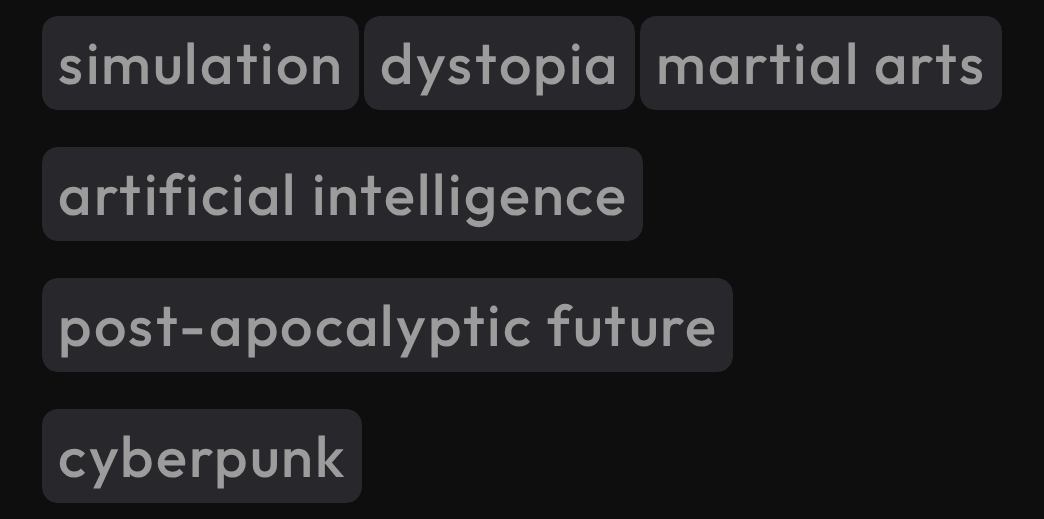 simulation dystopia martial arts
artificial intelligence
post-apocalyptic future
cyberpunk